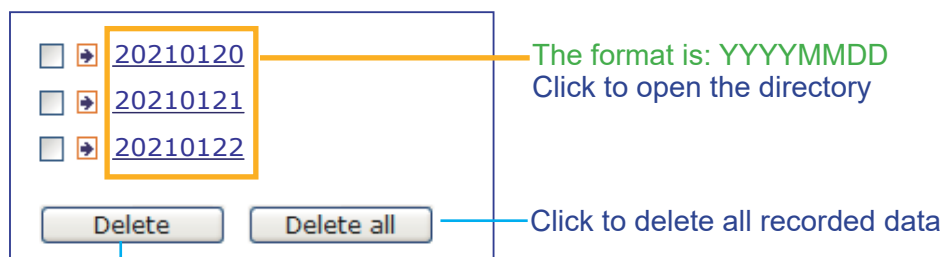 20210120
The format is: YYYYMMDD
Click to open the directory
20210121
20210122
Delete
Delete all
Click to delete all recorded data